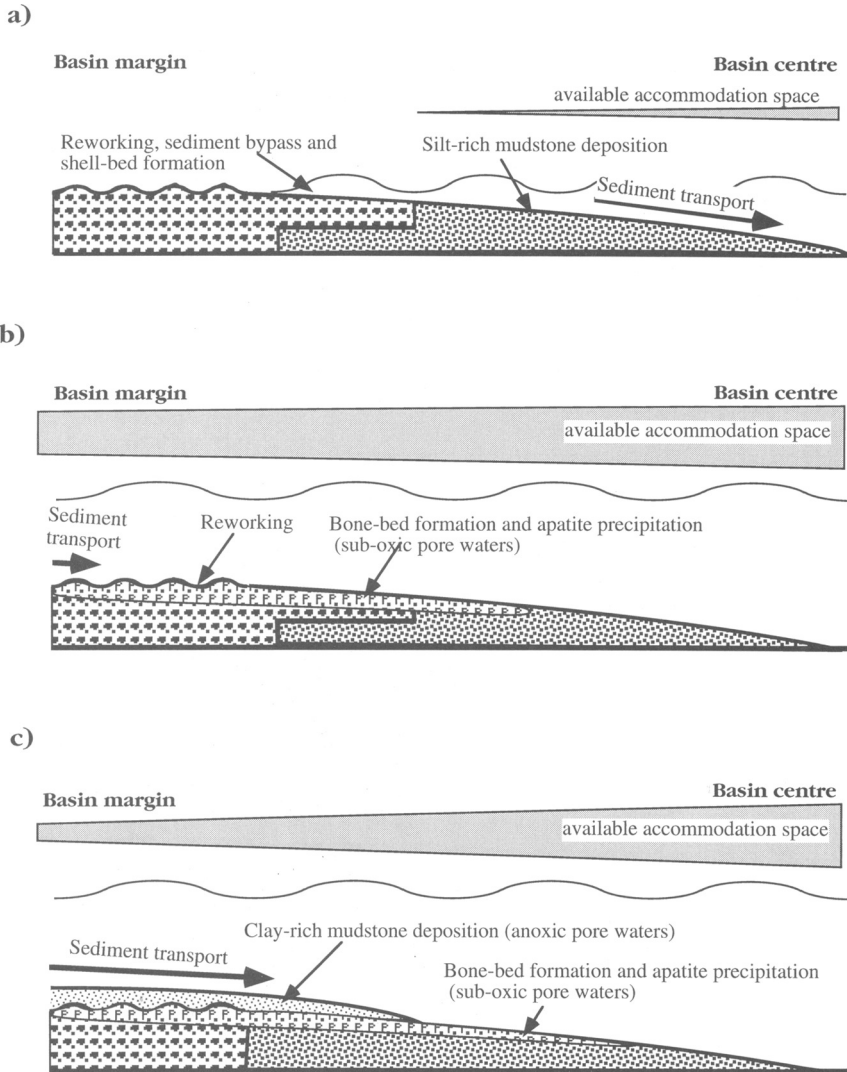 a)
Basin margin
Basin centre
available accommodation space
Reworking, sediment bypass and
shell-bed formation
Silt-rich mudstone deposition
Sediment transport
b)
Basin margin
Basin centre
available accommodation space
Sediment
transport
Reworking
Bone-bed formation and apatite precipitation
(sub-oxic pore waters)
c)
Basin margin
Basin centre
available accommodation space
Clay-rich mudstone deposition (anoxic pore waters)
Sediment transport
Bone-bed formation and apatite precipitation
(sub-oxic pore waters)